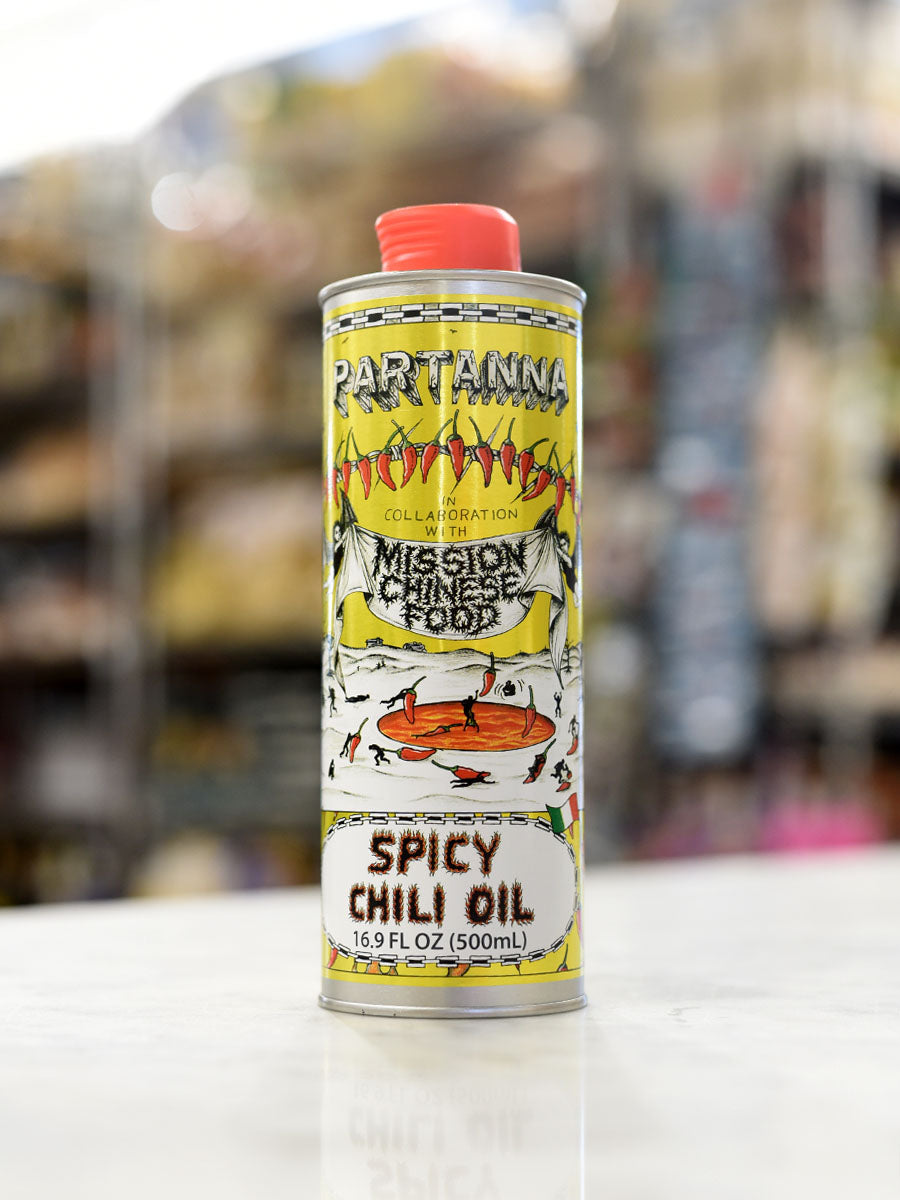 PARTANNA
IN
COLLABORATION
WITH
MISSION
CHINESE
FOOD
SPICY
CHILI OIL
16.9 FL OZ (500mL)